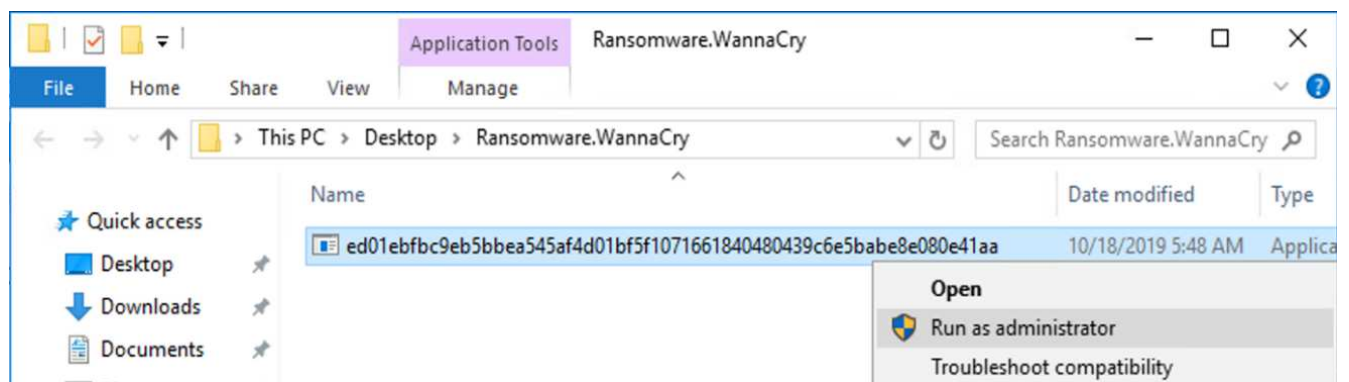 Application Tools Ransomware.WannaCry
File Home Share View Manage
This PC > Desktop > Ransomware.WannaCry Search Ransomware.WannaCry
Name Date modified Type
Quick access
ed01ebfbc9eb5bbea545af4d01bf5f1071661840480439c6e5babe8e080e41aa 10/18/2019 5:48 AM Applica
Desktop
Open
Downloads
Run as administrator
Documents
Troubleshoot compatibility